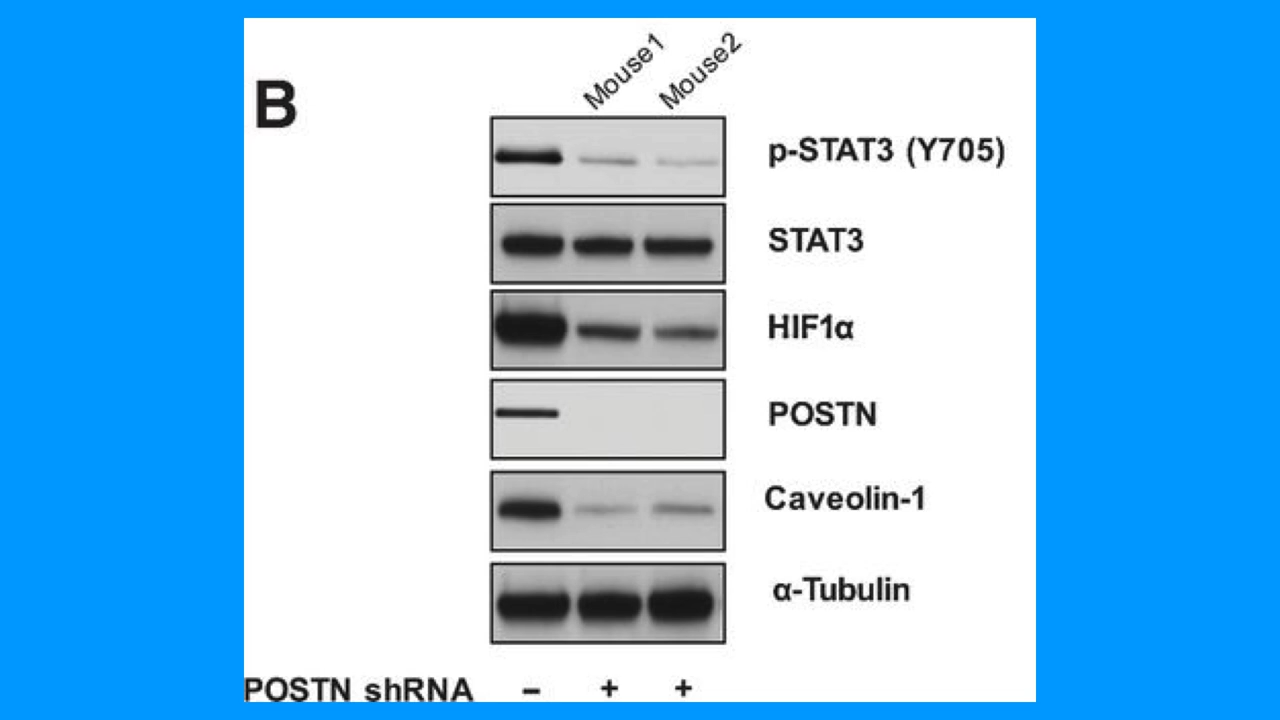 B
Mouse1 Mouse2
p-STAT3 (Y705)
STAT3
HIF1α
POSTN
Caveolin-1
α-Tubulin
POSTN shRNA – + +